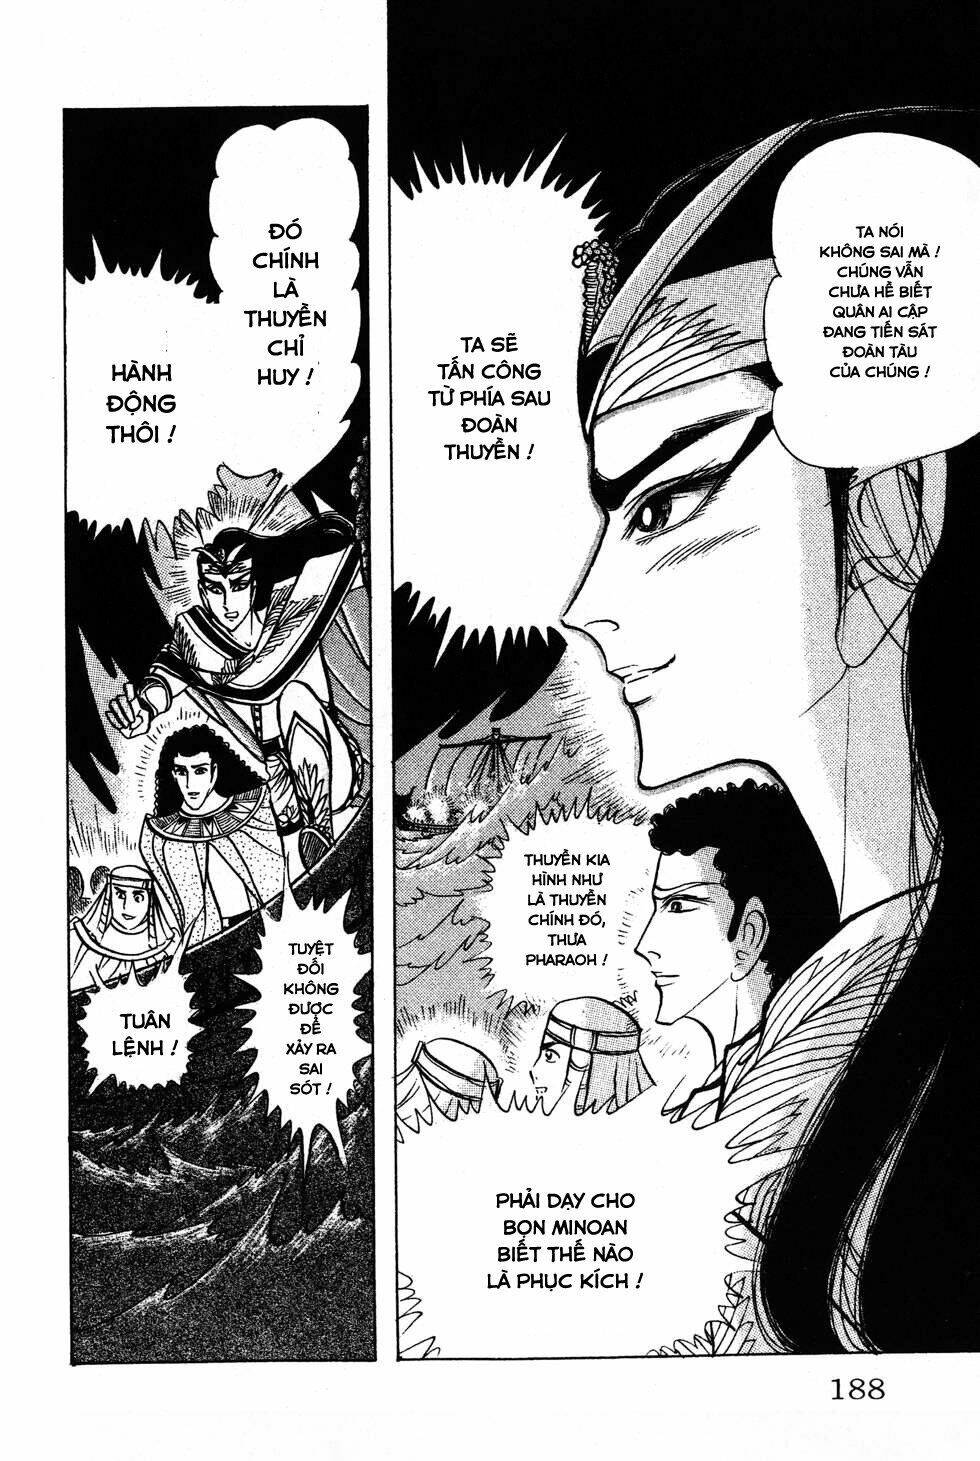 TA NÓI
KHÔNG SAI MÀ !
CHÚNG VẪN
CHƯA HỀ BIẾT
QUÂN AI CẬP
ĐANG TIẾN SÁT
ĐOÀN TÀU
CỦA CHÚNG !
TA SẼ
TẤN CÔNG
TỪ PHÍA SAU
ĐOÀN
THUYỀN !
THUYỀN KIA
HÌNH NHƯ
LÀ THUYỀN
CHÍNH ĐÓ,
THƯA
PHARAOH !
PHẢI DẠY CHO
BỌN MINOAN
BIẾT THẾ NÀO
LÀ PHỤC KÍCH !
ĐÓ
CHÍNH
LÀ
THUYỀN
CHỈ
HUY !
HÀNH
ĐỘNG
THÔI !
TUYỆT
ĐỐI
KHÔNG
ĐƯỢC
ĐỂ
XẢY RA
SAI
SÓT !
TUÂN
LỆNH !
188